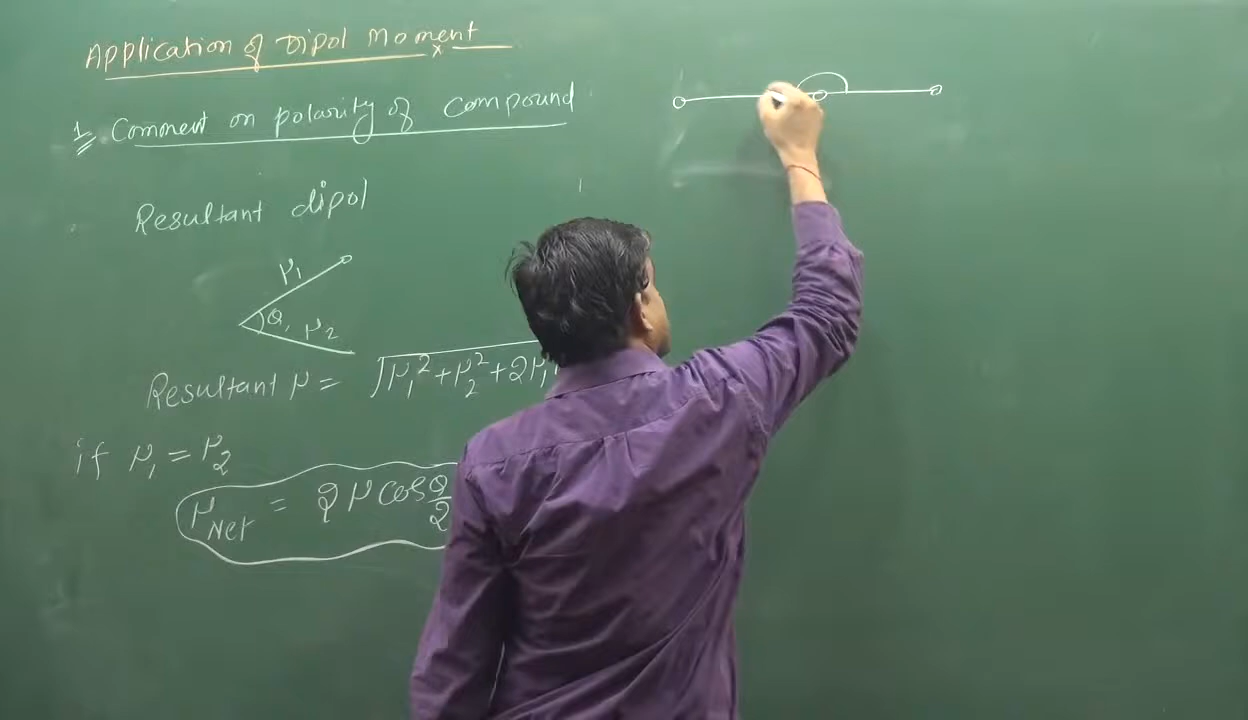 Application of Dipol Moment
1 Comment on polarity of compound
Resultant dipol
μ1
θ, μ2
Resultant μ = √μ1² + μ2² + 2μ1
if μ1 = μ2
μNet = 2μ cos θ/2